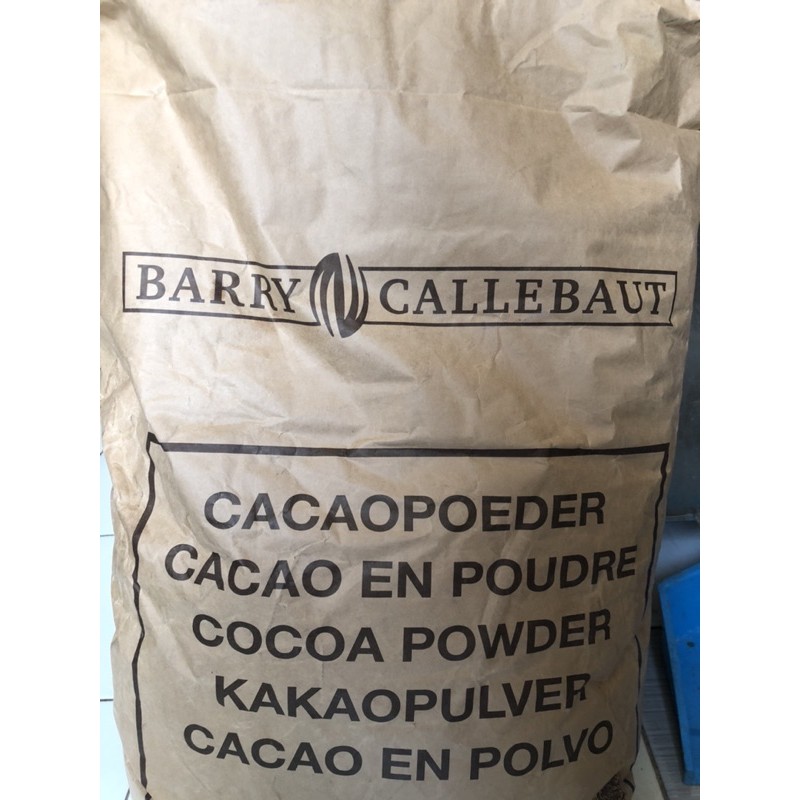 BARRY CALLEBAUT
CACAOPOEDER
CACAO EN POUDRE
COCOA POWDER
KAKAOPULVER
CACAO EN POLVO